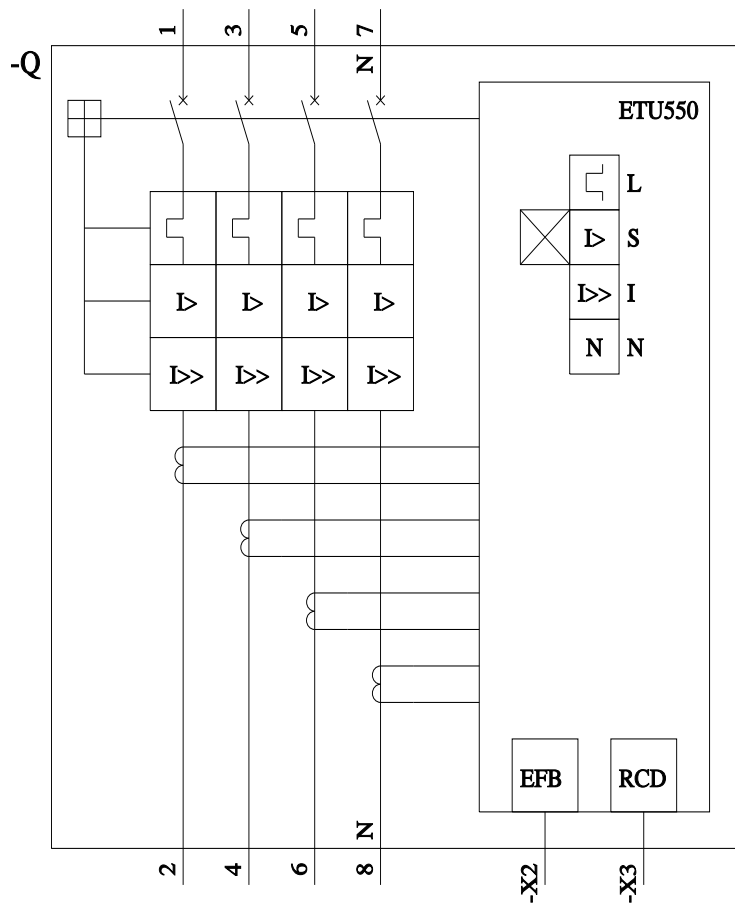 1 3 5 7
-Q
N
ETU550
L
I> I> I> I> I> S
I>> I
N N
I>> I>> I>> I>>
EFB RCD
N
2 4 6 8 -X2 -X3